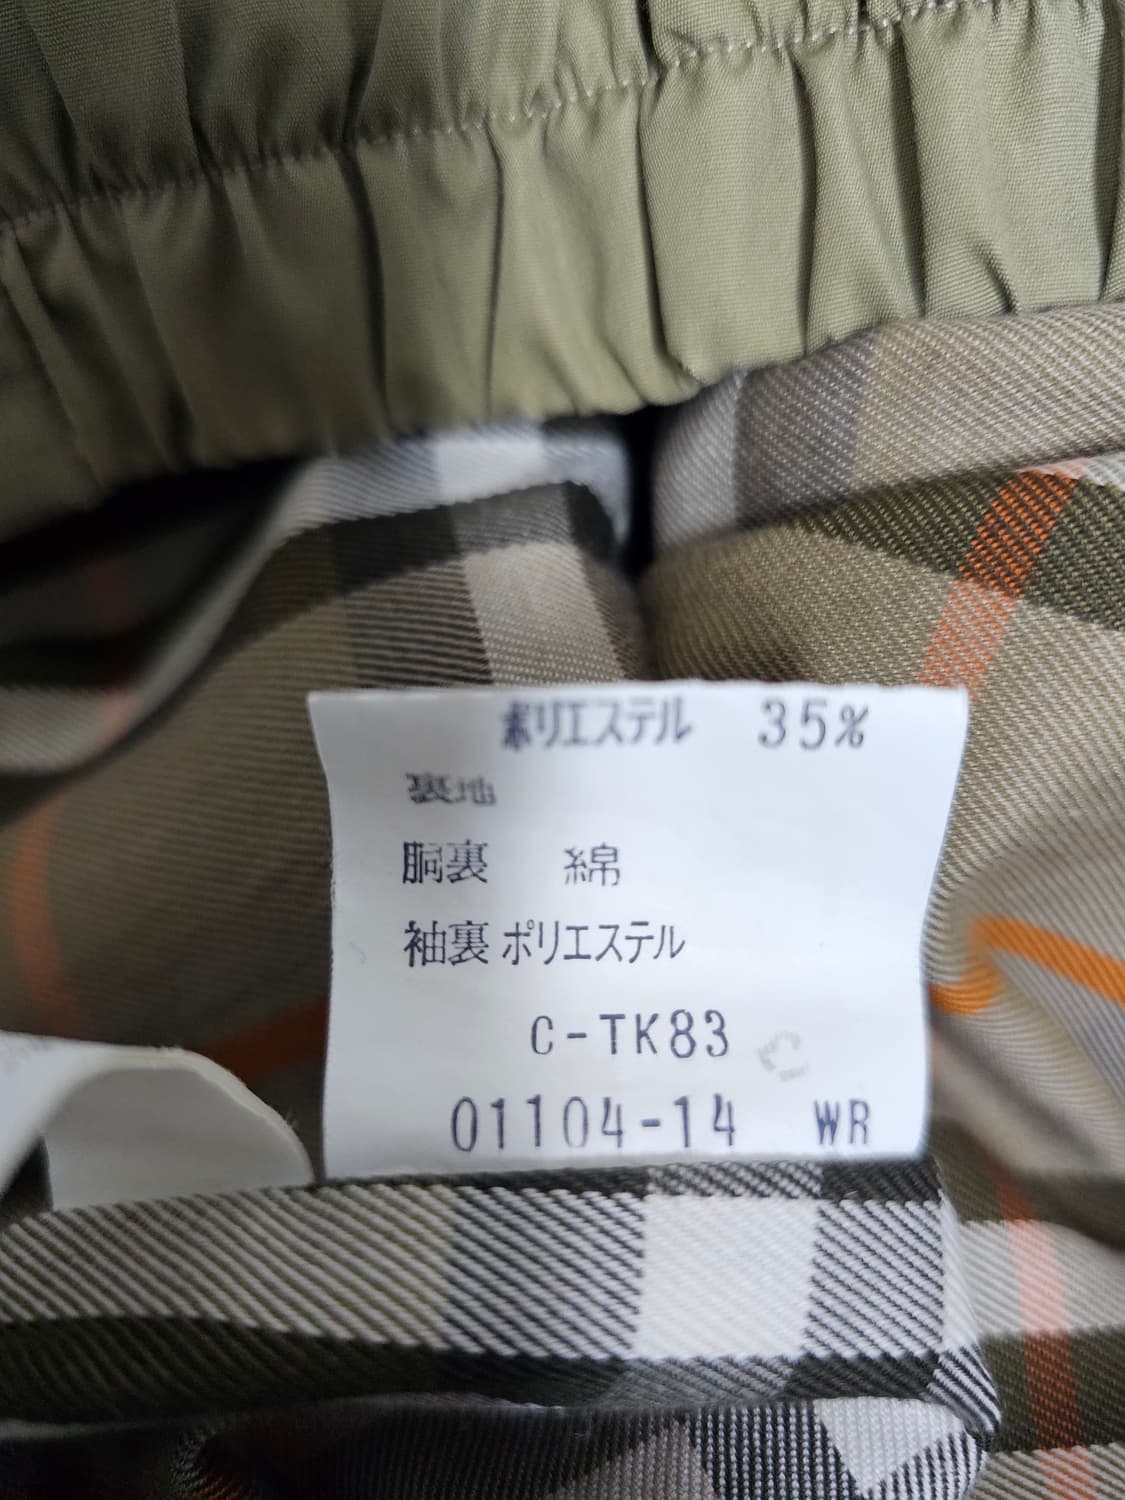 ポリエステル 35%
裏地
胴裏 綿
袖裏 ポリエステル
C-TK83
01104-14 WR